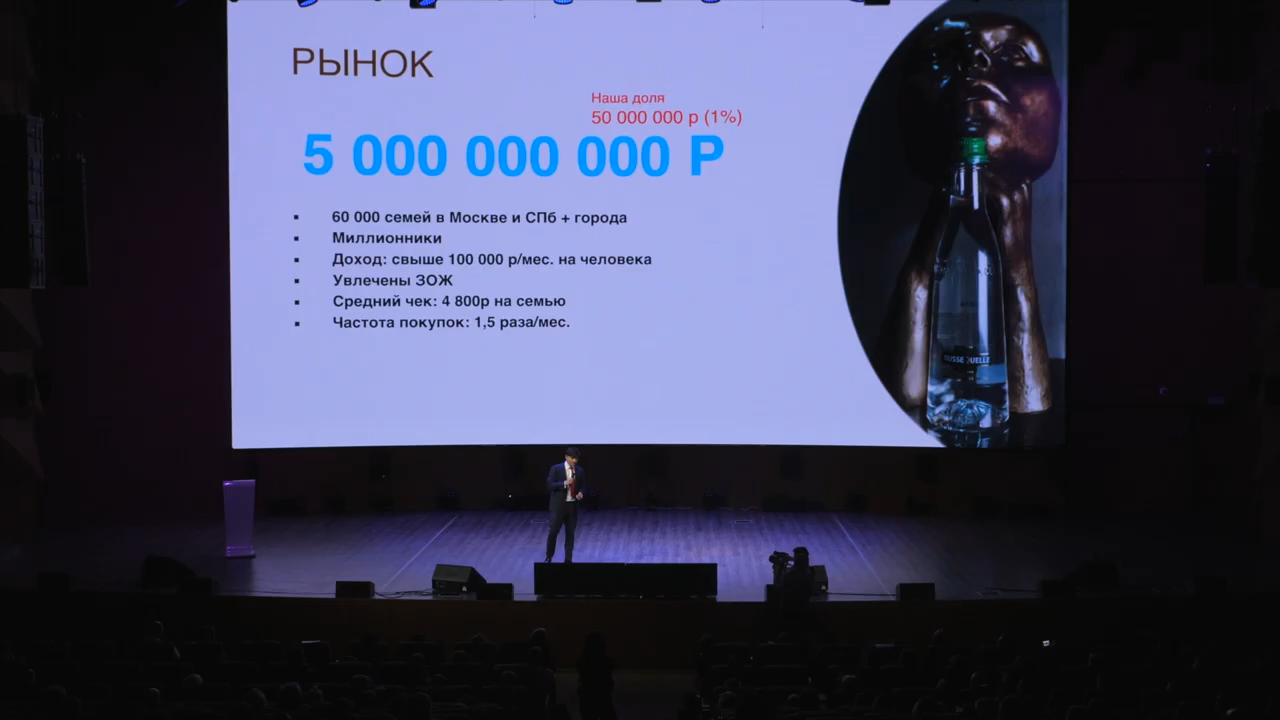 РЫНОК
Наша доля
50 000 000 р (1%)
5 000 000 000 Р
▪ 60 000 семей в Москве и СПб + города
▪ Миллионники
▪ Доход: свыше 100 000 р/мес. на человека
▪ Увлечены ЗОЖ
▪ Средний чек: 4 800р на семью
▪ Частота покупок: 1,5 раза/мес.